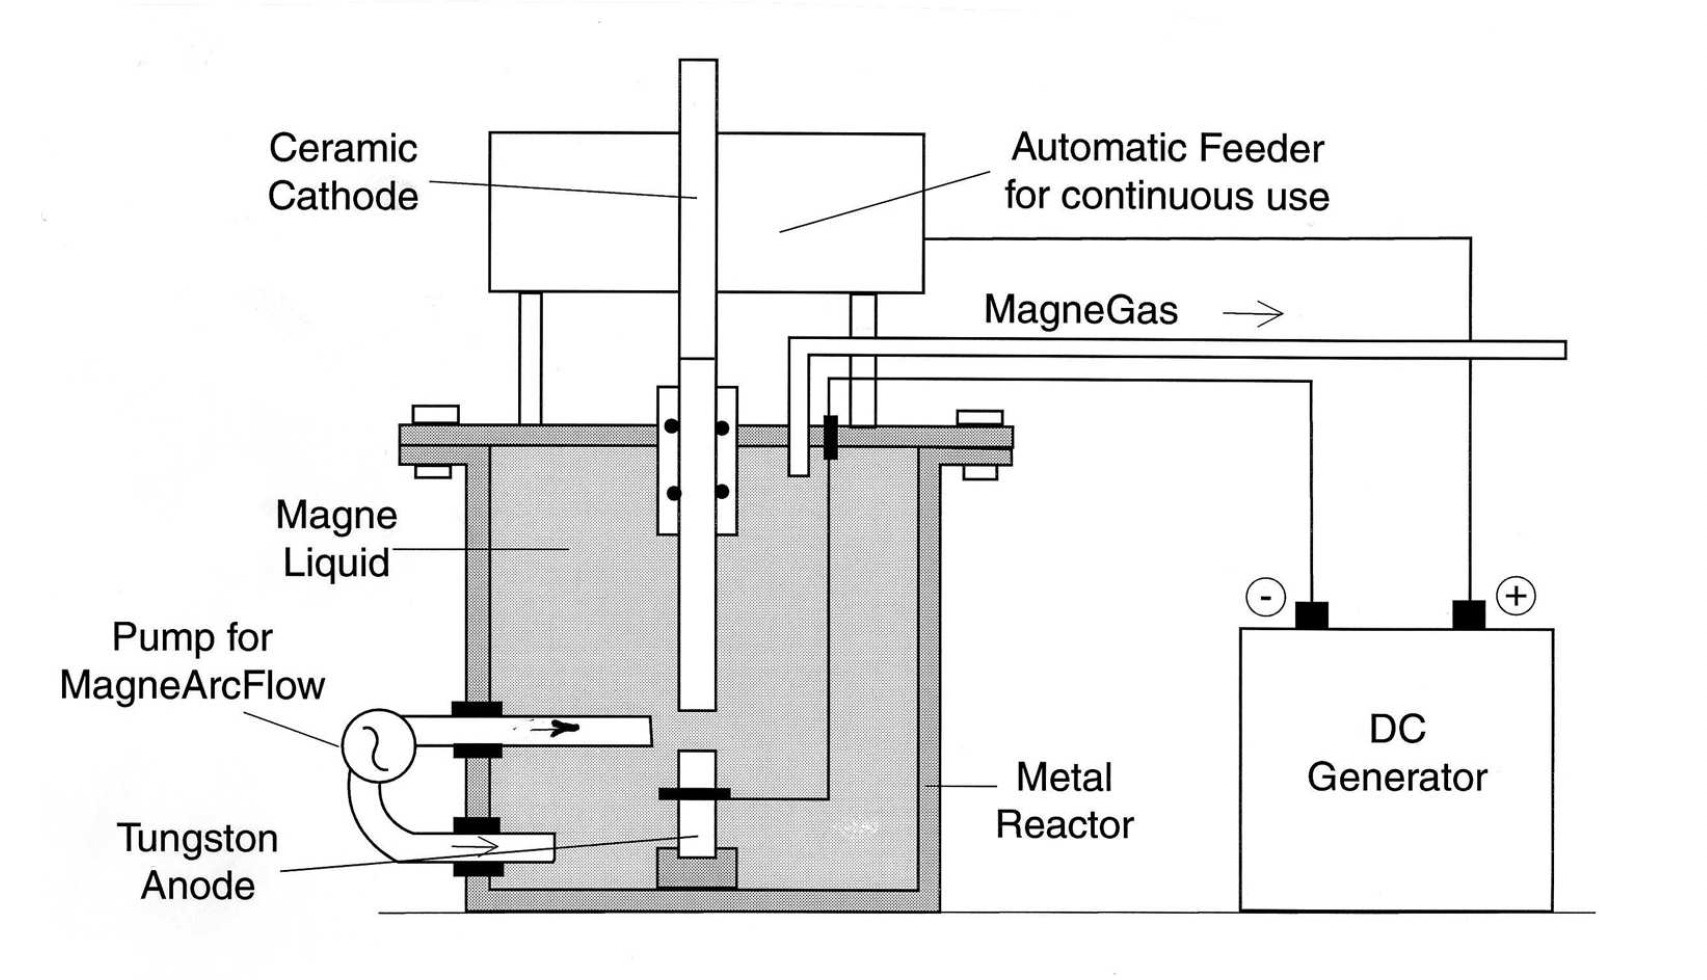 Ceramic
Cathode
Automatic Feeder
for continuous use
MagneGas
Magne
Liquid
Pump for
MagneArcFlow
- +
DC
Generator
Metal
Reactor
Tungston
Anode